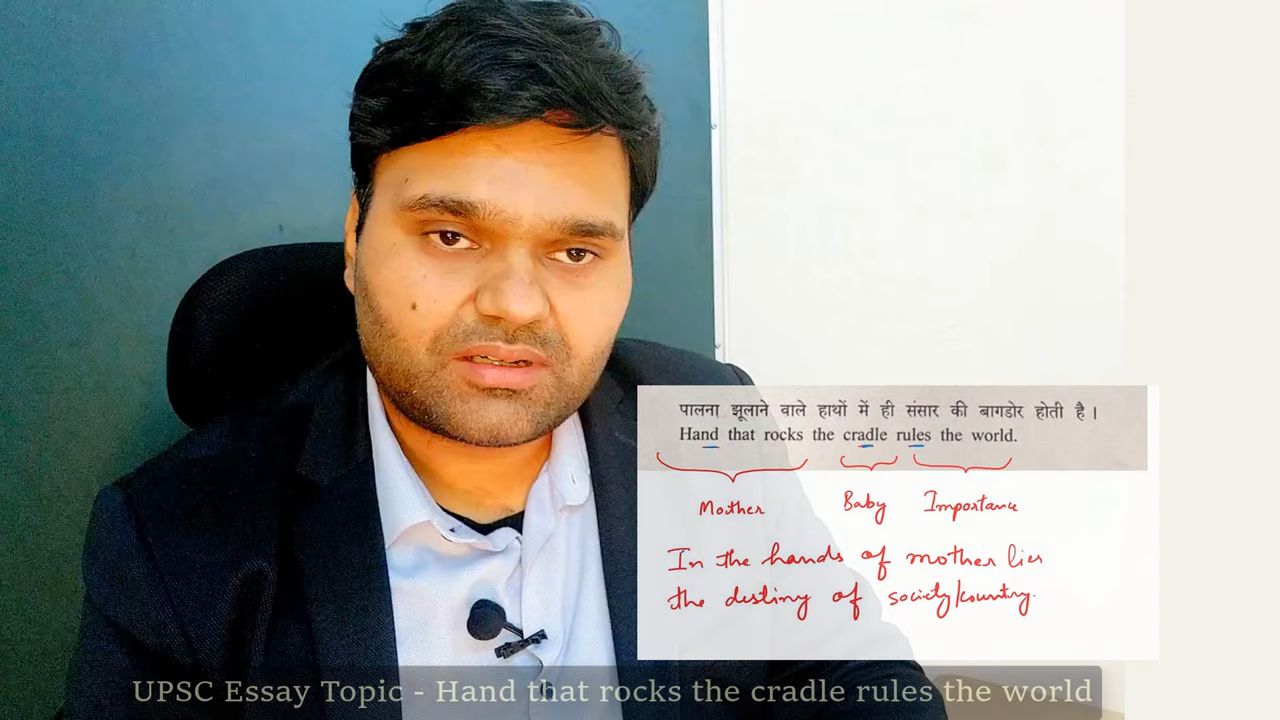 पालना झूलाने वाले हाथों में ही संसार की बागडोर होती है।
Hand that rocks the cradle rules the world.
Mother Baby Importance
In the hands of mother lies
the destiny of society/country.
UPSC Essay Topic - Hand that rocks the cradle rules the world